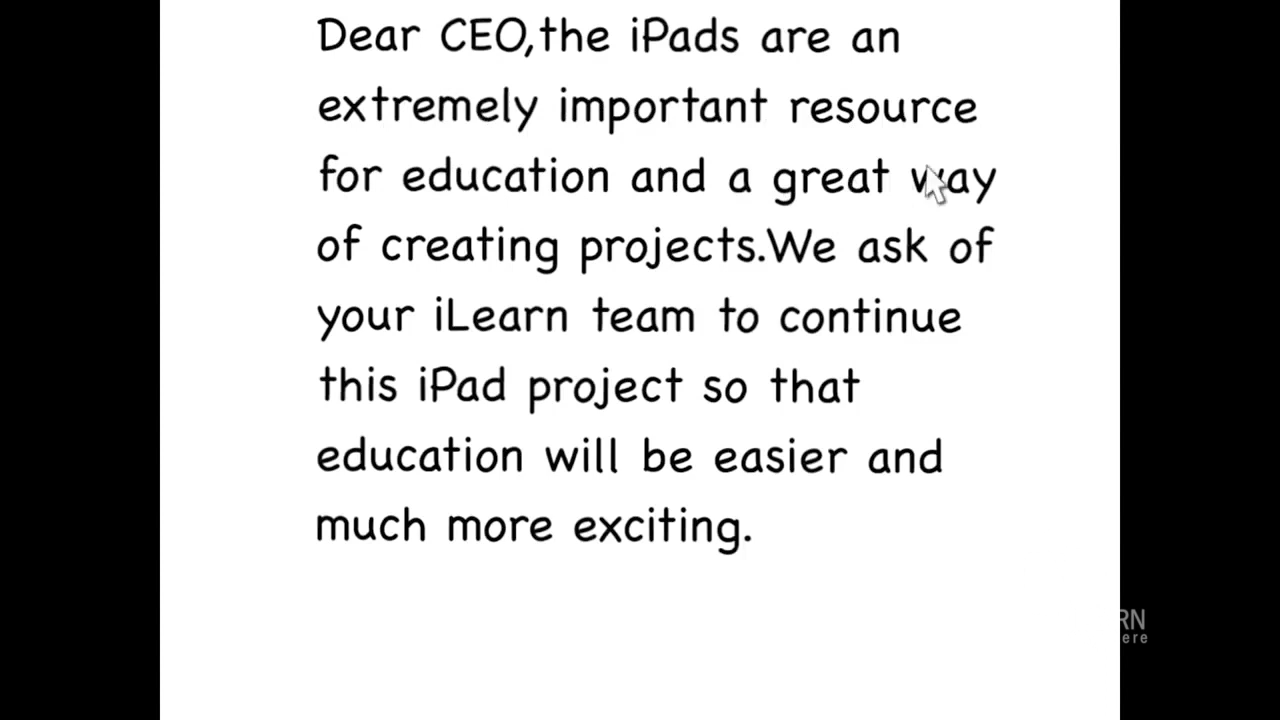 Dear CEO,the iPads are an
extremely important resource
for education and a great way
of creating projects.We ask of
your iLearn team to continue
this iPad project so that
education will be easier and
much more exciting.
RN
ere